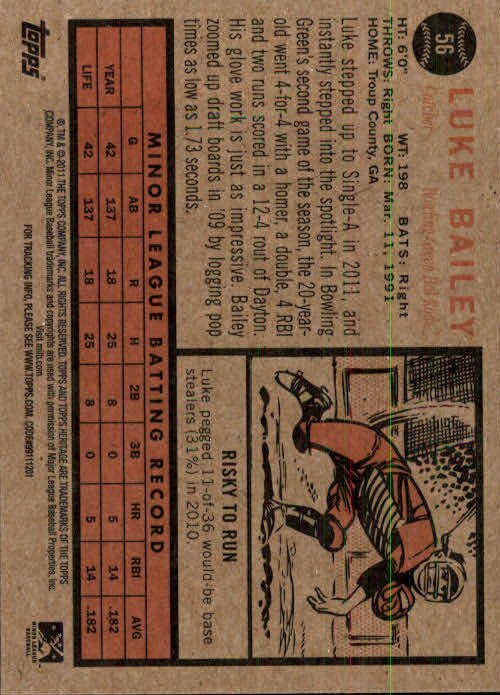 56
LUKE BAILEY
Catcher Bowling Green Hot Rods
HT: 6'0" WT: 198 BATS: Right
THROWS: Right BORN: Mar. 11, 1991
HOME: Troup County, GA
Luke stepped up to Single-A in 2011, and
instantly stepped into the spotlight. In Bowling
Green's second game of the season, the 20-year-
old went 4-for-4 with a homer, a double, 4 RBI
and two runs scored in a 12-4 rout of Dayton.
His glove work is just as impressive. Bailey
zoomed up draft boards in '09 by logging pop
times as low as 1.73 seconds.
RISKY TO RUN
Luke pegged 11-of-36 would-be base
stealers (31%) in 2010.
MINOR LEAGUE BATTING RECORD
YEAR G AB R H 2B 3B HR RBI AVG
YEAR 42 137 18 25 8 0 5 14 .182
LIFE 42 137 18 25 8 0 5 14 .182
Topps
®, TM & © 2011 THE TOPPS COMPANY, INC. ALL RIGHTS RESERVED. TOPPS AND TOPPS HERITAGE ARE TRADEMARKS OF THE TOPPS
COMPANY, INC. Minor League Baseball trademarks and copyrights are used with permission of Major League Baseball Properties, Inc.
Visit milb.com.
FOR TRACKING INFO, PLEASE SEE WWW.TOPPS.COM. CODE#99111201
MINOR LEAGUE
BASEBALL